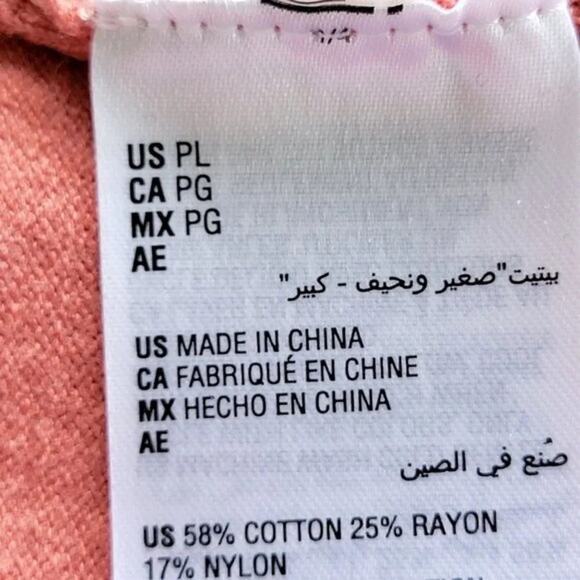 US PL
CA PG
MX PG
AE
بيتيت"صغير ونحيف - كبير"
US MADE IN CHINA
CA FABRIQUÉ EN CHINE
MX HECHO EN CHINA
AE
صُنع في الصين
US 58% COTTON 25% RAYON
17% NYLON